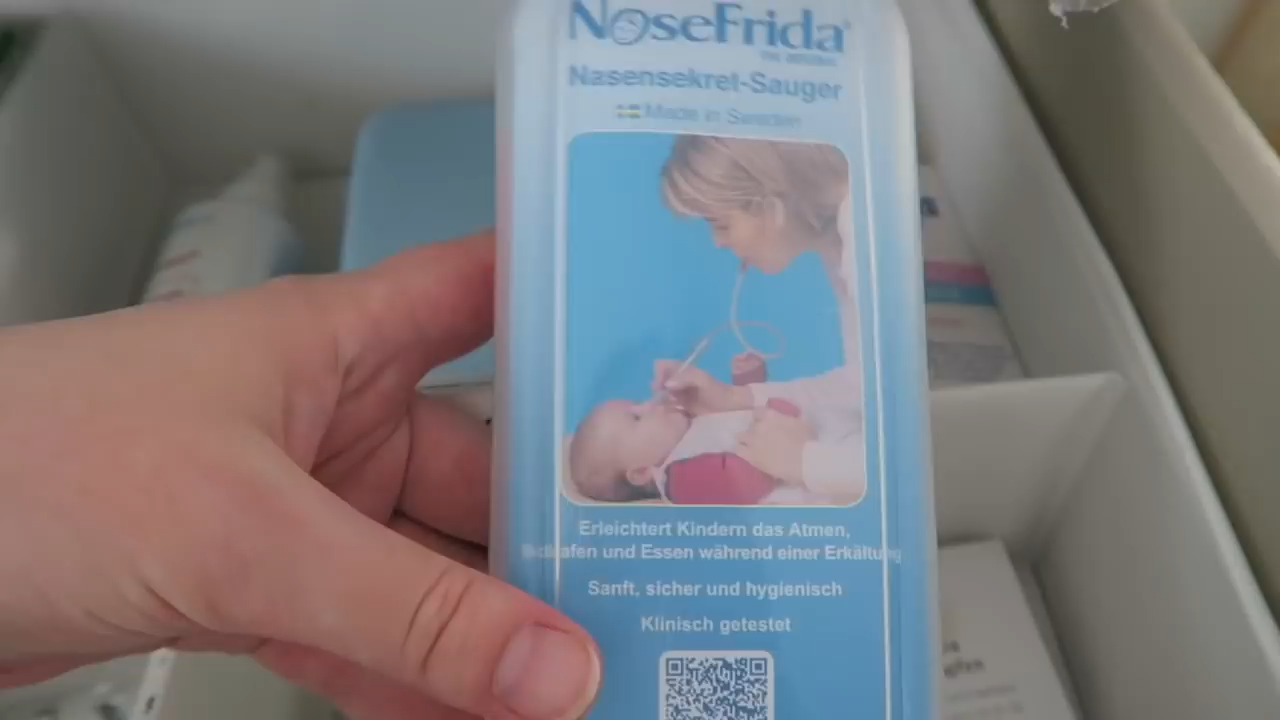 NoseFrida®
Nasensekret-Sauger
Made in Sweden
Erleichtert Kindern das Atmen,
Schlafen und Essen während einer Erkältung
Sanft, sicher und hygienisch
Klinisch getestet